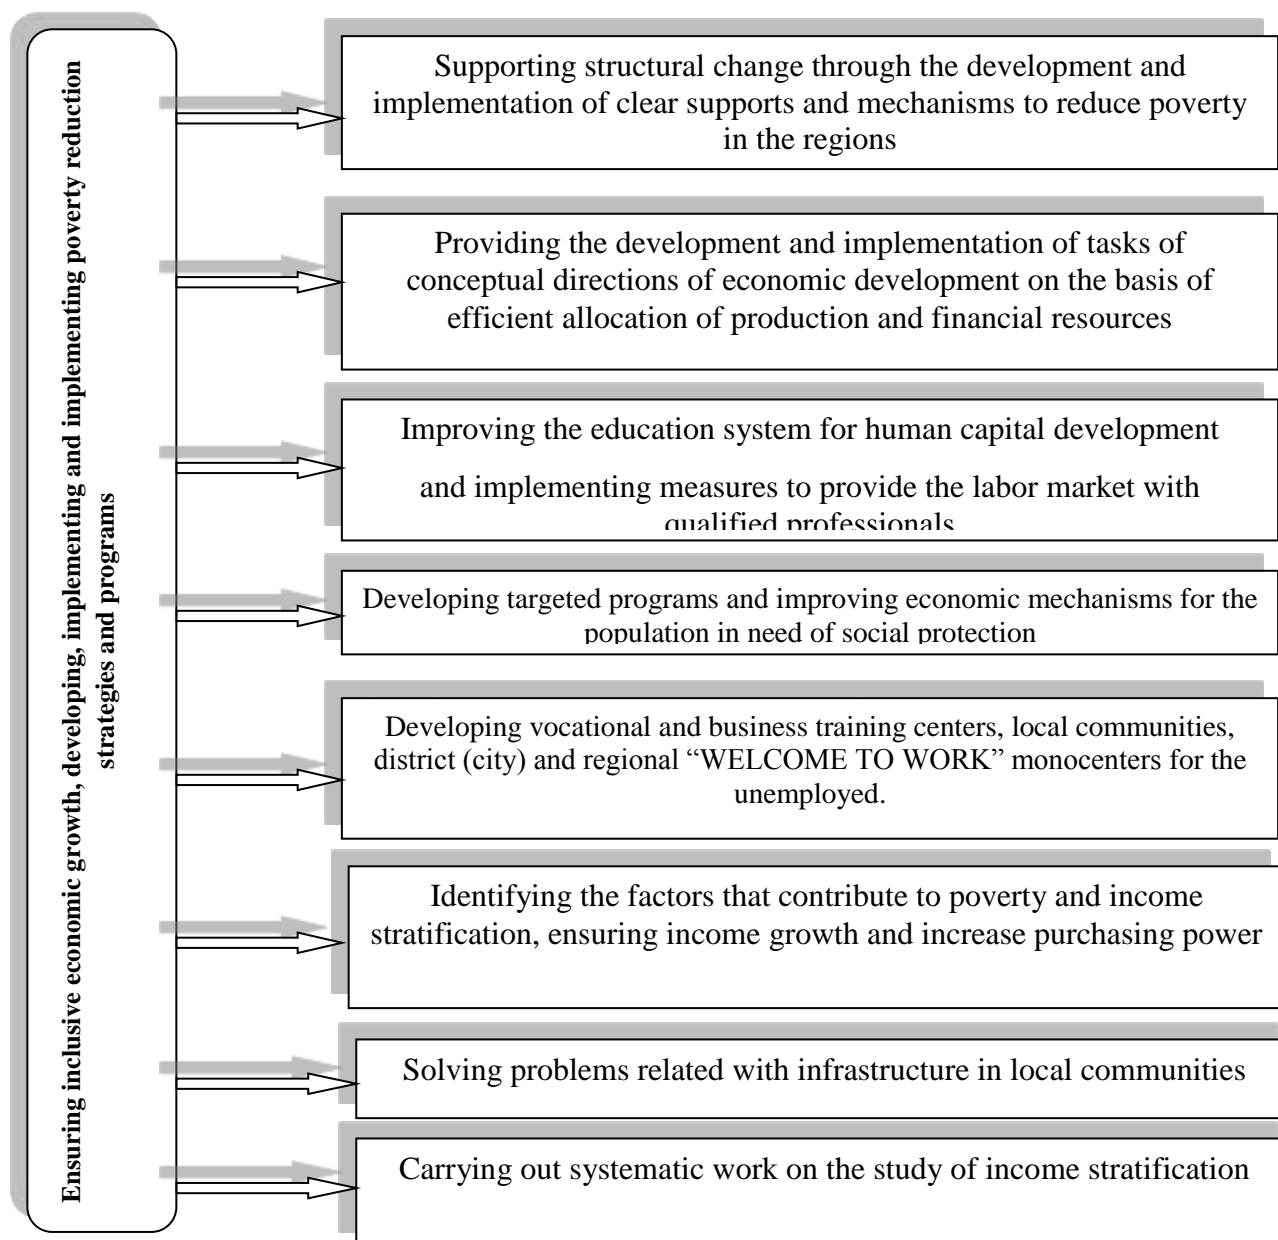 Ensuring inclusive economic growth, developing, implementing and implementing poverty reduction
strategies and programs
Supporting structural change through the development and
implementation of clear supports and mechanisms to reduce poverty
in the regions
Providing the development and implementation of tasks of
conceptual directions of economic development on the basis of
efficient allocation of production and financial resources
Improving the education system for human capital development
and implementing measures to provide the labor market with
qualified professionals
Developing targeted programs and improving economic mechanisms for the
population in need of social protection
Developing vocational and business training centers, local communities,
district (city) and regional “WELCOME TO WORK” monocenters for the
unemployed.
Identifying the factors that contribute to poverty and income
stratification, ensuring income growth and increase purchasing power
Solving problems related with infrastructure in local communities
Carrying out systematic work on the study of income stratification